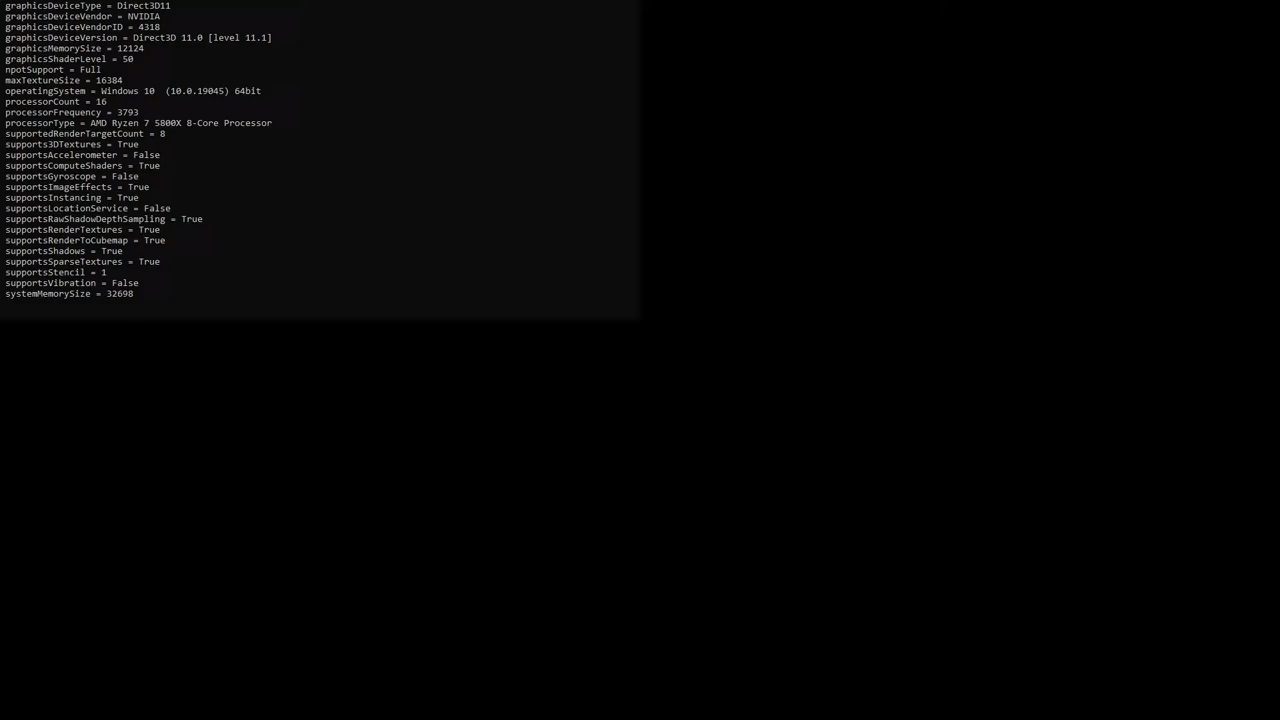 graphicsDeviceType = Direct3D11
graphicsDeviceVendor = NVIDIA
graphicsDeviceVendorID = 4318
graphicsDeviceVersion = Direct3D 11.0 [level 11.1]
graphicsMemorySize = 12124
graphicsShaderLevel = 50
npotSupport = Full
maxTextureSize = 16384
operatingSystem = Windows 10  (10.0.19045) 64bit
processorCount = 16
processorFrequency = 3793
processorType = AMD Ryzen 7 5800X 8-Core Processor
supportedRenderTargetCount = 8
supports3DTextures = True
supportsAccelerometer = False
supportsComputeShaders = True
supportsGyroscope = False
supportsImageEffects = True
supportsInstancing = True
supportsLocationService = False
supportsRawShadowDepthSampling = True
supportsRenderTextures = True
supportsRenderToCubemap = True
supportsShadows = True
supportsSparseTextures = True
supportsStencil = 1
supportsVibration = False
systemMemorySize = 32698